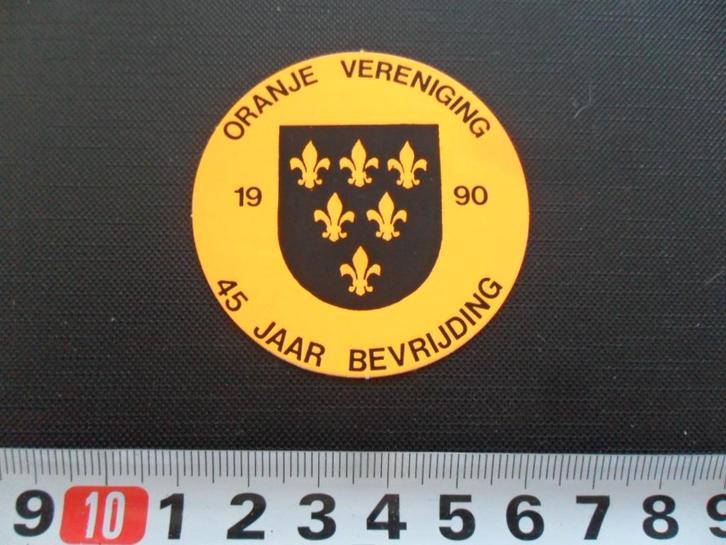 ORANJE VERENIGING
19 90
45 JAAR BEVRIJDING
9 10 1 2 3 4 5 6 7 8 9